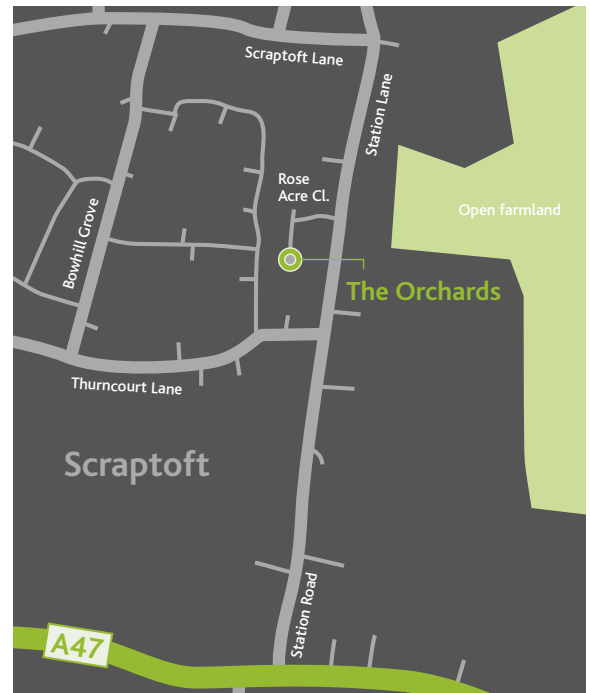 Scraptoft Lane
Station Lane
Rose
Acre Cl.
Open farmland
Bowhill Grove
The Orchards
Thurncourt Lane
Scraptoft
Station Road
A47